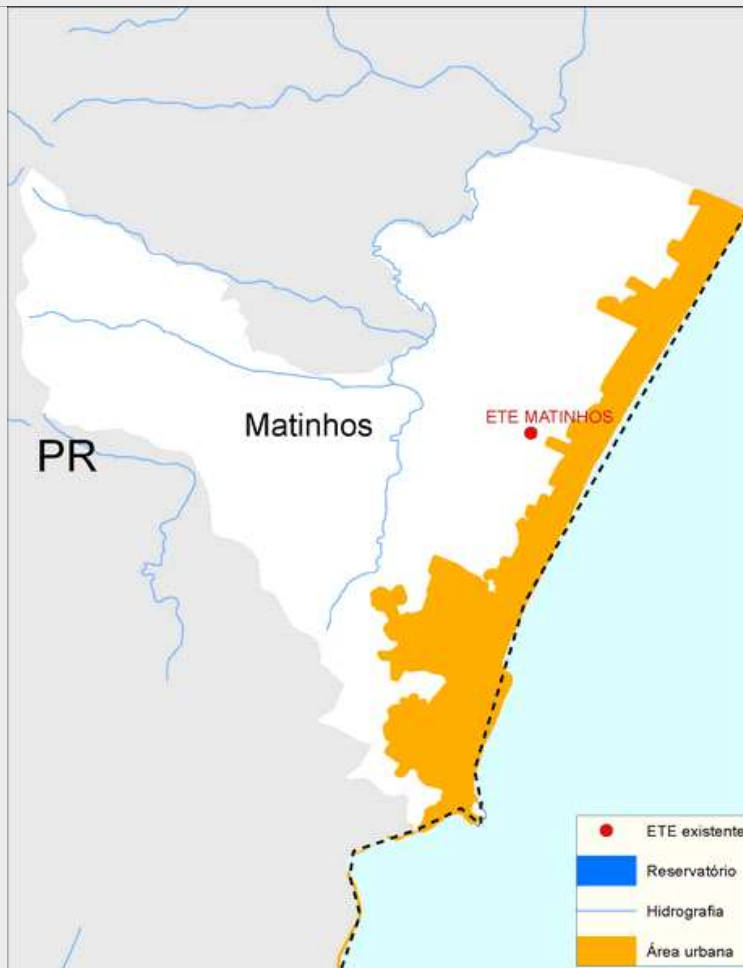 ETE MATINHOS
Matinhos
PR
ETE existente
Reservatório
Hidrografia
Área urbana